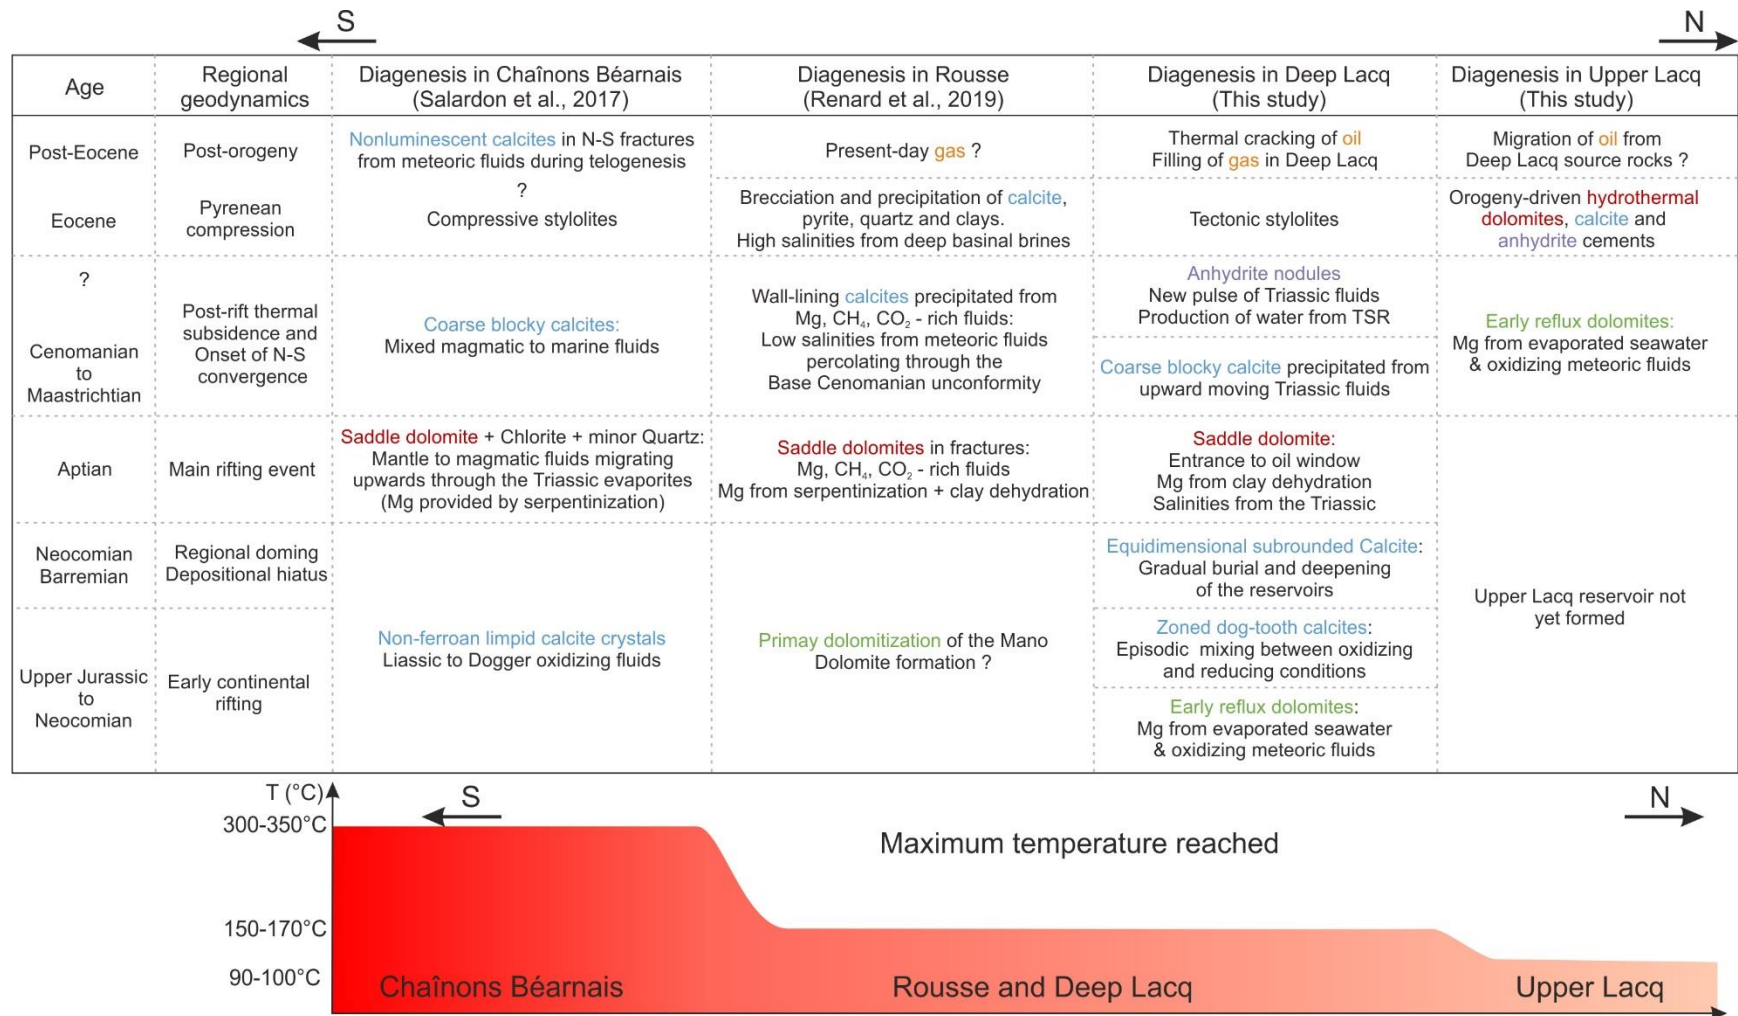 S
N
Age
Regional
geodynamics
Diagenesis in Chaînons Béarnais
(Salardon et al., 2017)
Diagenesis in Rousse
(Renard et al., 2019)
Diagenesis in Deep Lacq
(This study)
Diagenesis in Upper Lacq
(This study)
Post-Eocene
Post-orogeny
Nonluminescent calcites in N-S fractures
from meteoric fluids during telogenesis
?
Present-day gas ?
Thermal cracking of oil
Filling of gas in Deep Lacq
Migration of oil from
Deep Lacq source rocks ?
Eocene
Pyrenean
compression
Compressive stylolites
Brecciation and precipitation of calcite,
pyrite, quartz and clays.
High salinities from deep basinal brines
Tectonic stylolites
Orogeny-driven hydrothermal
dolomites, calcite and
anhydrite cements
?
Cenomanian
to
Maastrichtian
Post-rift thermal
subsidence and
Onset of N-S
convergence
Coarse blocky calcites:
Mixed magmatic to marine fluids
Wall-lining calcites precipitated from
Mg, CH₄, CO₂ - rich fluids:
Low salinities from meteoric fluids
percolating through the
Base Cenomanian unconformity
Anhydrite nodules
New pulse of Triassic fluids
Production of water from TSR
Coarse blocky calcite precipitated from
upward moving Triassic fluids
Early reflux dolomites:
Mg from evaporated seawater
& oxidizing meteoric fluids
Aptian
Main rifting event
Saddle dolomite + Chlorite + minor Quartz:
Mantle to magmatic fluids migrating
upwards through the Triassic evaporites
(Mg provided by serpentinization)
Saddle dolomites in fractures:
Mg, CH₄, CO₂ - rich fluids
Mg from serpentinization + clay dehydration
Saddle dolomite:
Entrance to oil window
Mg from clay dehydration
Salinities from the Triassic
Neocomian
Barremian
Regional doming
Depositional hiatus
Equidimensional subrounded Calcite:
Gradual burial and deepening
of the reservoirs
Upper Lacq reservoir not
yet formed
Upper Jurassic
to
Neocomian
Early continental
rifting
Non-ferroan limpid calcite crystals
Liassic to Dogger oxidizing fluids
Primay dolomitization of the Mano
Dolomite formation ?
Zoned dog-tooth calcites:
Episodic mixing between oxidizing
and reducing conditions
Early reflux dolomites:
Mg from evaporated seawater
& oxidizing meteoric fluids
T (°C)
S
N
300-350°C
Maximum temperature reached
150-170°C
90-100°C
Chaînons Béarnais
Rousse and Deep Lacq
Upper Lacq